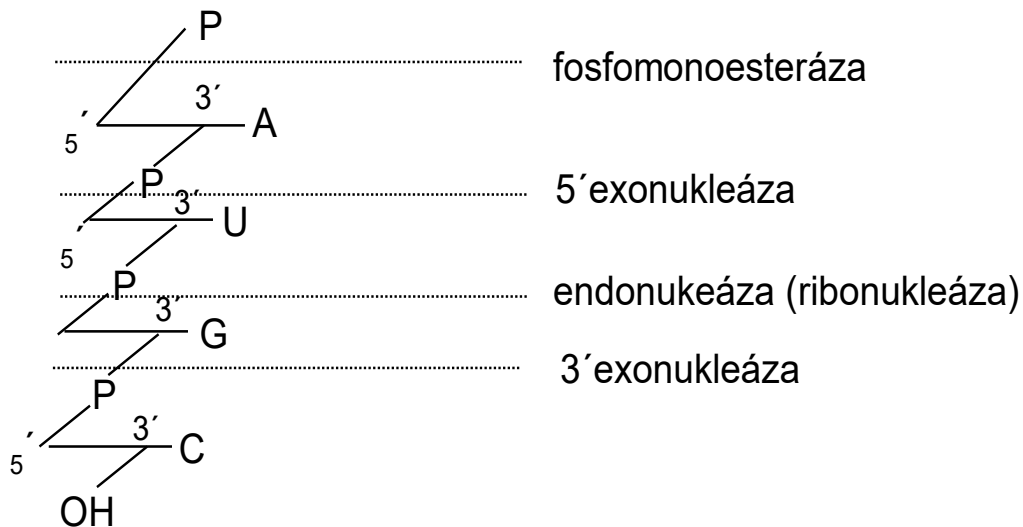 P
fosfomonoesteráza
3´
5´ A
P 5´exonukleáza
3´
U
5´
P endonukeáza (ribonukleáza)
3´
G
3´exonukleáza
P
3´
5´ C
OH